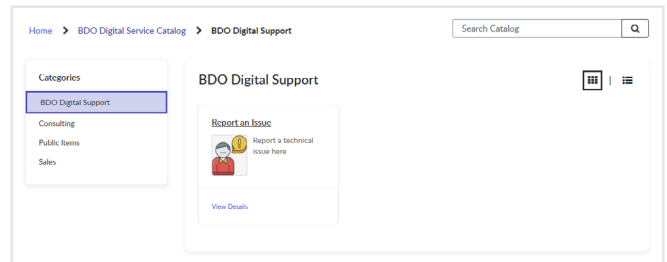 Home > BDO Digital Service Catalog > BDO Digital Support
Search Catalog
Categories
BDO Digital Support
Consulting
Public Items
Sales
BDO Digital Support
Report an Issue
Report a technical
issue here
View Details